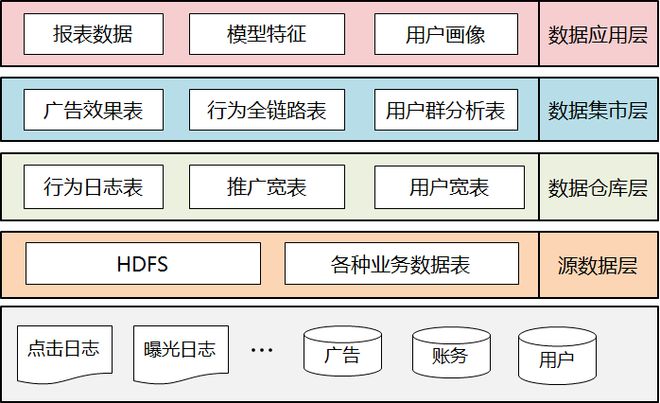 报表数据 模型特征 用户画像 数据应用层
广告效果表 行为全链路表 用户群分析表 数据集市层
行为日志表 推广宽表 用户宽表 数据仓库层
HDFS 各种业务数据表 源数据层
点击日志 曝光日志 … 广告 账务 用户